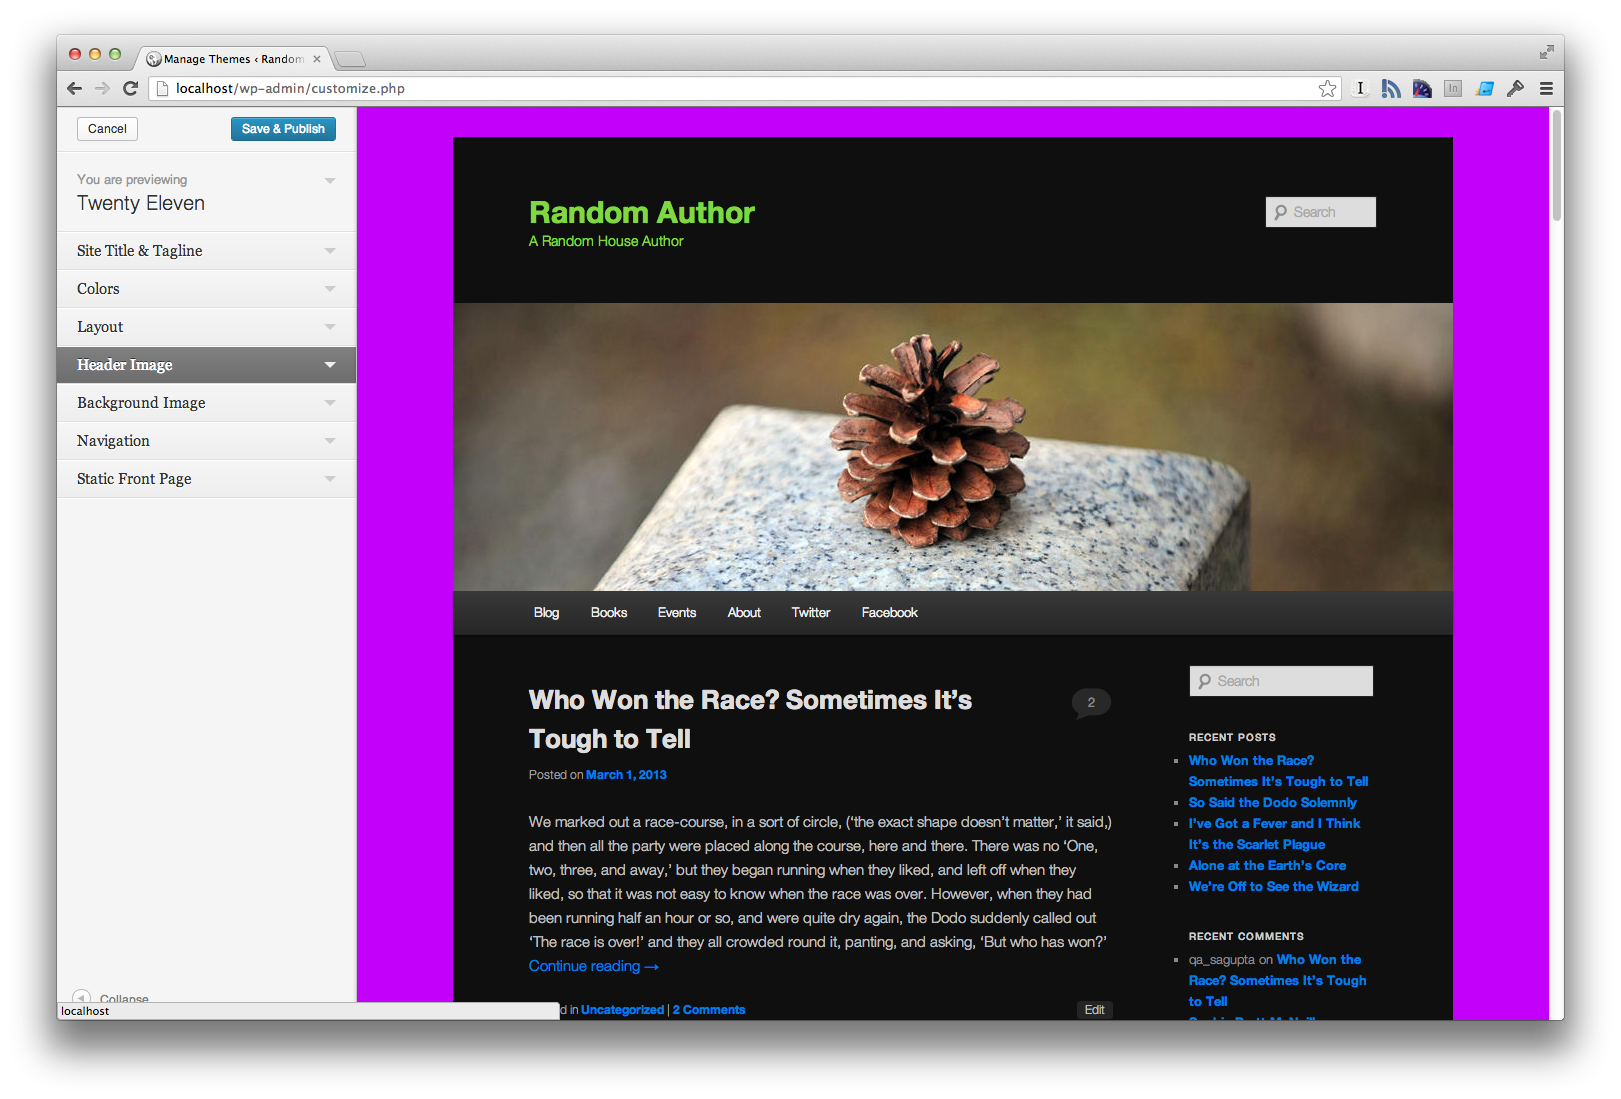 Manage Themes ‹ Random
localhost/wp-admin/customize.php
Cancel
Save & Publish
You are previewing
Twenty Eleven
Site Title & Tagline
Colors
Layout
Header Image
Background Image
Navigation
Static Front Page
Collapse
localhost
Random Author
A Random House Author
Search
Blog Books Events About Twitter Facebook
Who Won the Race? Sometimes It’s
Tough to Tell
2
Posted on March 1, 2013
We marked out a race-course, in a sort of circle, (‘the exact shape doesn’t matter,’ it said,)
and then all the party were placed along the course, here and there. There was no ‘One,
two, three, and away,’ but they began running when they liked, and left off when they
liked, so that it was not easy to know when the race was over. However, when they had
been running half an hour or so, and were quite dry again, the Dodo suddenly called out
‘The race is over!’ and they all crowded round it, panting, and asking, ‘But who has won?’
Continue reading →
d in Uncategorized | 2 Comments
Edit
Search
RECENT POSTS
Who Won the Race?
Sometimes It’s Tough to Tell
So Said the Dodo Solemnly
I’ve Got a Fever and I Think
It’s the Scarlet Plague
Alone at the Earth’s Core
We’re Off to See the Wizard
RECENT COMMENTS
qa_sagupta on Who Won the
Race? Sometimes It’s Tough
to Tell